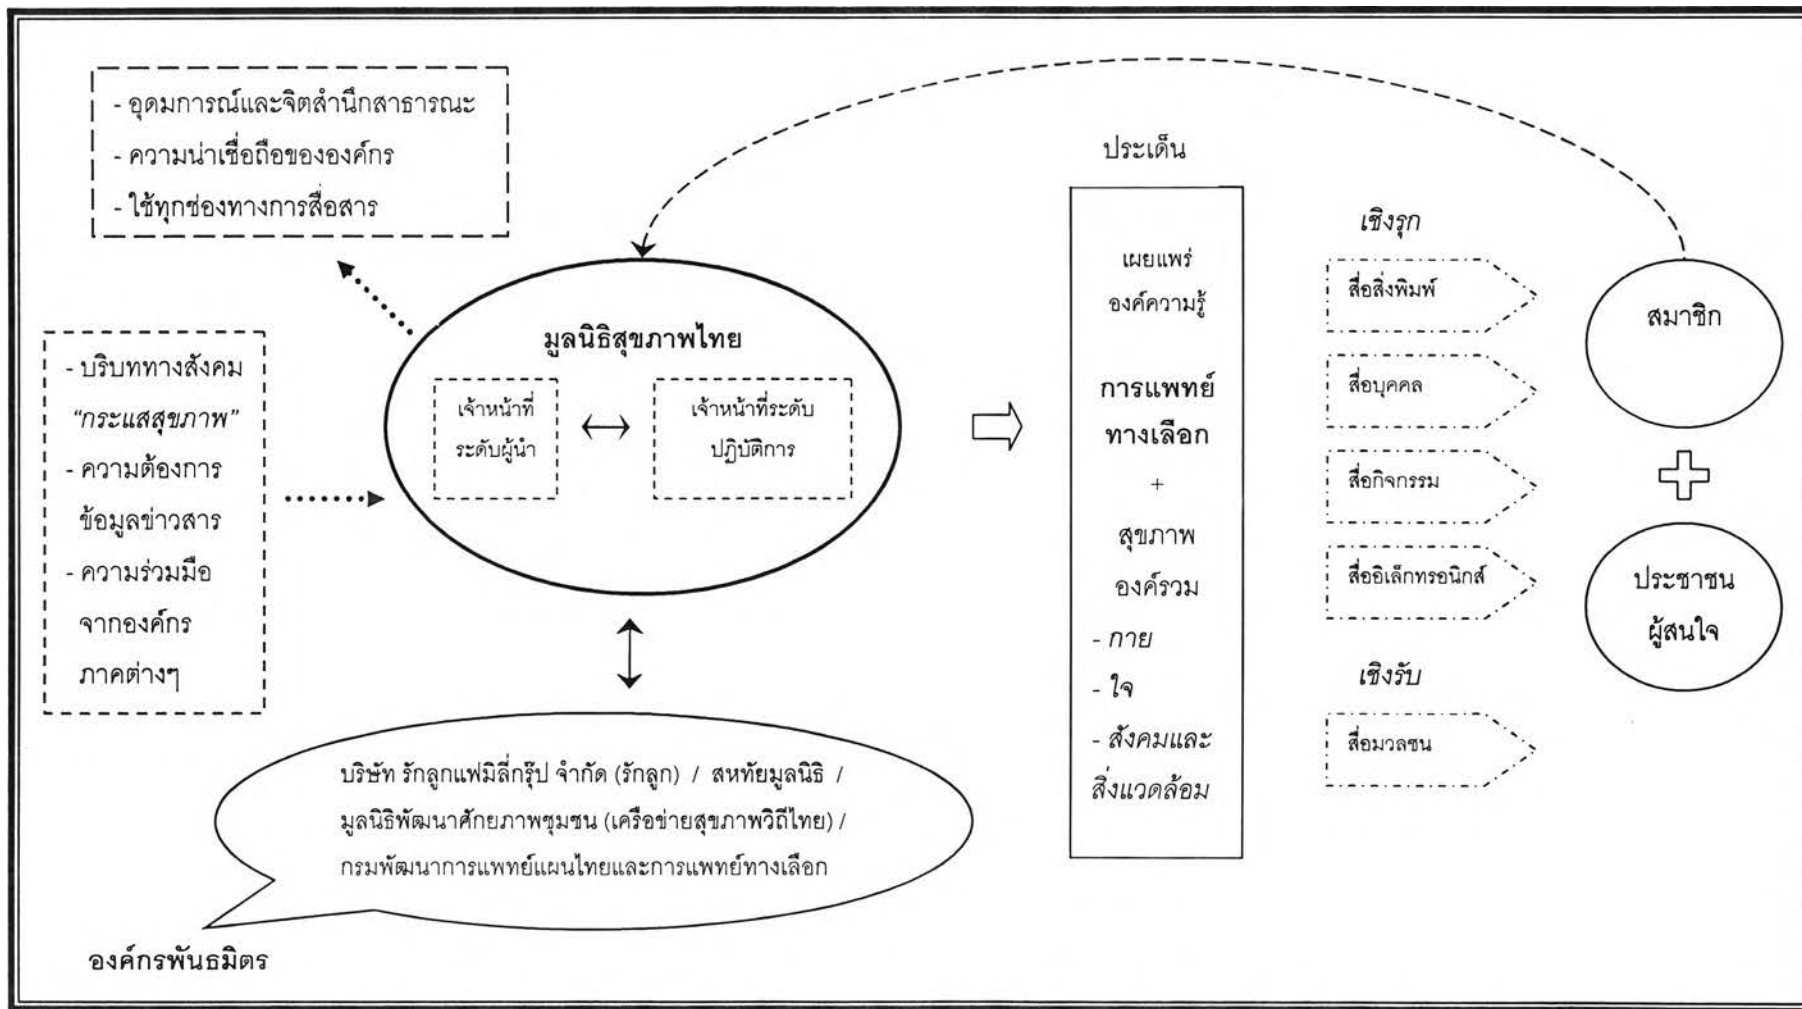 - อุดมการณ์และจิตสำนึกสาธารณะ
- ความน่าเชื่อถือขององค์กร
- ใช้ทุกช่องทางการสื่อสาร
- บริบททางสังคม
“กระแสสุขภาพ”
- ความต้องการ
ข้อมูลข่าวสาร
- ความร่วมมือ
จากองค์กร
ภาคต่างๆ
มูลนิธิสุขภาพไทย
เจ้าหน้าที่
ระดับผู้นำ
เจ้าหน้าที่ระดับ
ปฏิบัติการ
บริษัท รักลูกแฟมิลี่กรุ๊ป จำกัด (รักลูก) / สหทัยมูลนิธิ /
มูลนิธิพัฒนาศักยภาพชุมชน (เครือข่ายสุขภาพวิถีไทย) /
กรมพัฒนาการแพทย์แผนไทยและการแพทย์ทางเลือก
องค์กรพันธมิตร
ประเด็น
เผยแพร่
องค์ความรู้
การแพทย์
ทางเลือก
+
สุขภาพ
องค์รวม
- กาย
- ใจ
- สังคมและ
สิ่งแวดล้อม
เชิงรุก
สื่อสิ่งพิมพ์
สื่อบุคคล
สื่อกิจกรรม
สื่ออิเล็กทรอนิกส์
เชิงรับ
สื่อมวลชน
สมาชิก
ประชาชน
ผู้สนใจ